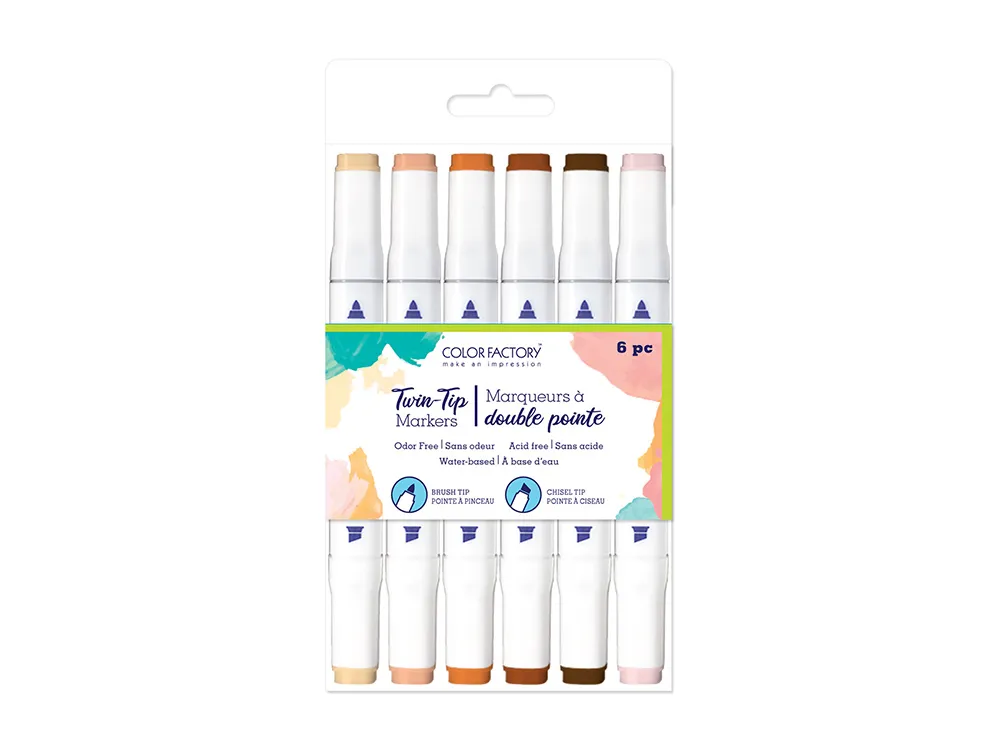 COLOR FACTORY™
make an impression
6 pc
Twin-Tip Markers
Marqueurs à double pointe
Odor Free | Sans odeur Acid free | Sans acide
Water-based | À base d'eau
BRUSH TIP
POINTE À PINCEAU
CHISEL TIP
POINTE À CISEAU